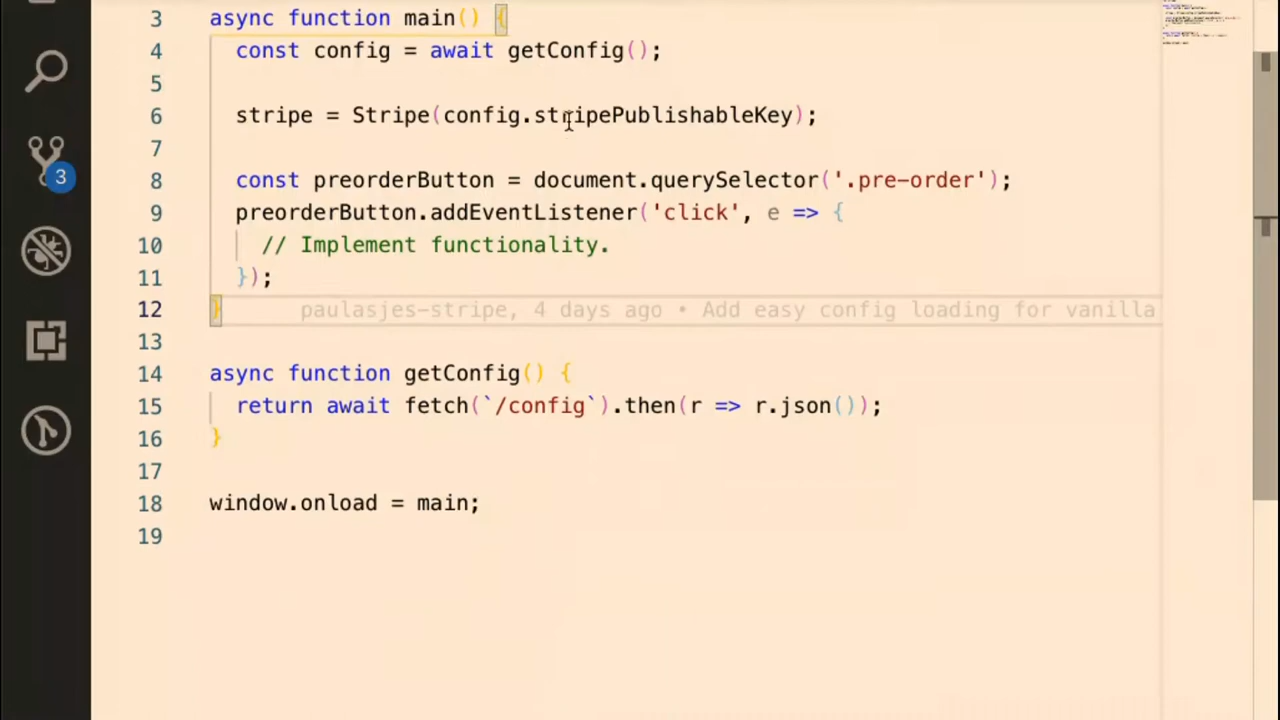 3 async function main() {
4 const config = await getConfig();
5
6 stripe = Stripe(config.stripePublishableKey);
7
8 const preorderButton = document.querySelector('.pre-order');
9 preorderButton.addEventListener('click', e => {
10 // Implement functionality.
11 });
12 } paulasjes-stripe, 4 days ago • Add easy config loading for vanilla
13
14 async function getConfig() {
15 return await fetch(`/config`).then(r => r.json());
16 }
17
18 window.onload = main;
19
3